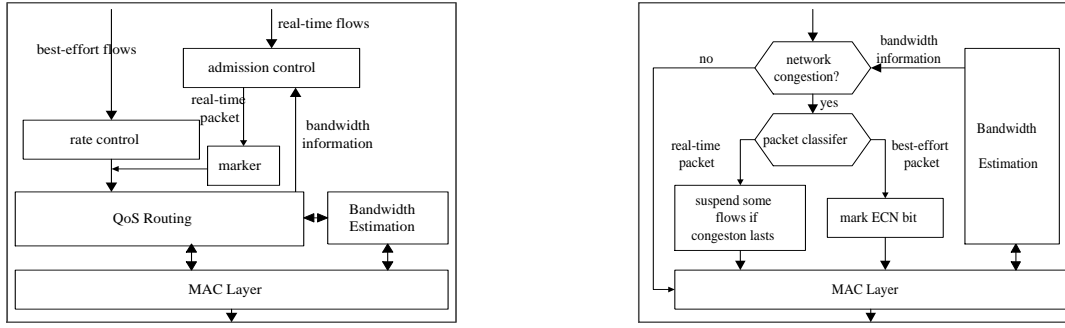 real-time flows
best-effort flows
admission control
real-time
packet
bandwidth
information
rate control
marker
QoS Routing
Bandwidth
Estimation
MAC Layer
network
congestion?
no
bandwidth
information
yes
packet classifer
real-time
packet
best-effort
packet
Bandwidth
Estimation
suspend some
flows if
congeston lasts
mark ECN bit
MAC Layer